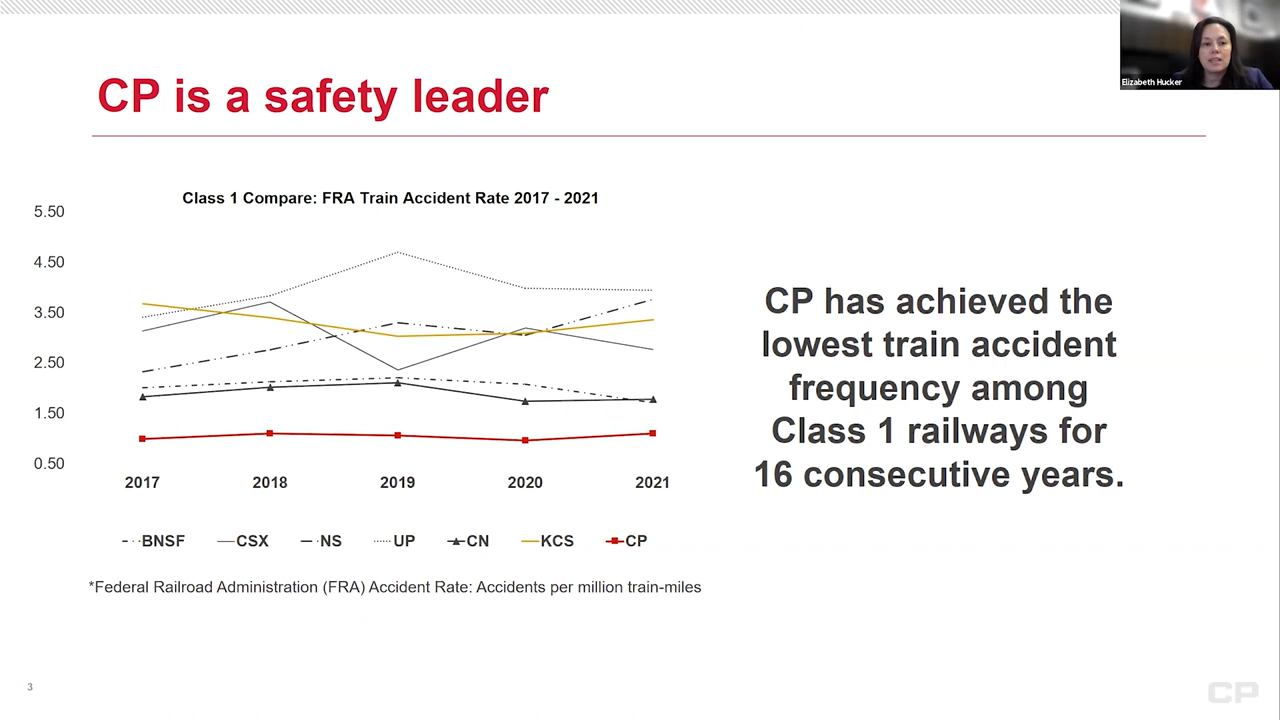 Elizabeth Hucker
CP is a safety leader
Class 1 Compare: FRA Train Accident Rate 2017 - 2021
5.50
4.50
3.50
2.50
1.50
0.50
2017 2018 2019 2020 2021
BNSF CSX NS UP CN KCS CP
*Federal Railroad Administration (FRA) Accident Rate: Accidents per million train-miles
CP has achieved the
lowest train accident
frequency among
Class 1 railways for
16 consecutive years.
3
CP